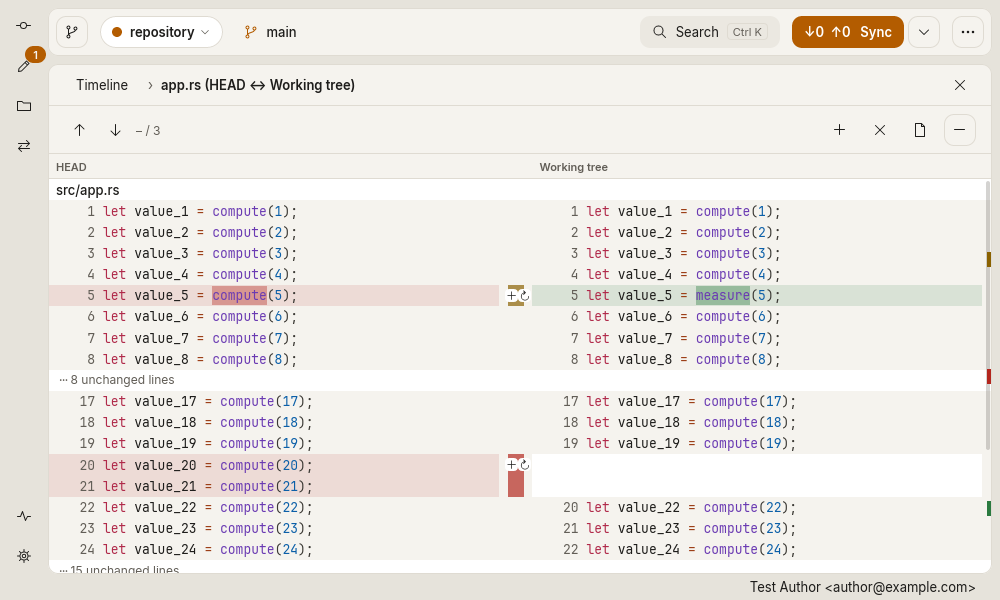 repository
main
Search Ctrl K
↓0 ↑0 Sync
1
Timeline › app.rs (HEAD ↔ Working tree)
– / 3
HEAD
Working tree
src/app.rs
1 let value_1 = compute(1); 1 let value_1 = compute(1);
2 let value_2 = compute(2); 2 let value_2 = compute(2);
3 let value_3 = compute(3); 3 let value_3 = compute(3);
4 let value_4 = compute(4); 4 let value_4 = compute(4);
5 let value_5 = compute(5); 5 let value_5 = measure(5);
6 let value_6 = compute(6); 6 let value_6 = compute(6);
7 let value_7 = compute(7); 7 let value_7 = compute(7);
8 let value_8 = compute(8); 8 let value_8 = compute(8);
··· 8 unchanged lines
17 let value_17 = compute(17); 17 let value_17 = compute(17);
18 let value_18 = compute(18); 18 let value_18 = compute(18);
19 let value_19 = compute(19); 19 let value_19 = compute(19);
20 let value_20 = compute(20);
21 let value_21 = compute(21);
22 let value_22 = compute(22); 20 let value_22 = compute(22);
23 let value_23 = compute(23); 21 let value_23 = compute(23);
24 let value_24 = compute(24); 22 let value_24 = compute(24);
··· 15 unchanged lines
Test Author <author@example.com>